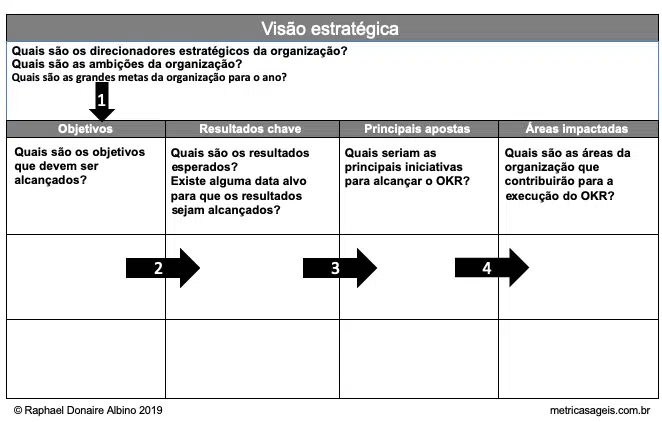 Visão estratégica
Quais são os direcionadores estratégicos da organização?
Quais são as ambições da organização?
Quais são as grandes metas da organização para o ano?
1
Objetivos
Resultados chave
Principais apostas
Áreas impactadas
Quais são os objetivos
que devem ser
alcançados?
Quais são os resultados
esperados?
Existe alguma data alvo
para que os resultados
sejam alcançados?
Quais seriam as
principais iniciativas
para alcançar o OKR?
Quais são as áreas da
organização que
contribuirão para a
execução do OKR?
2
3
4
© Raphael Donaire Albino 2019
metricasageis.com.br